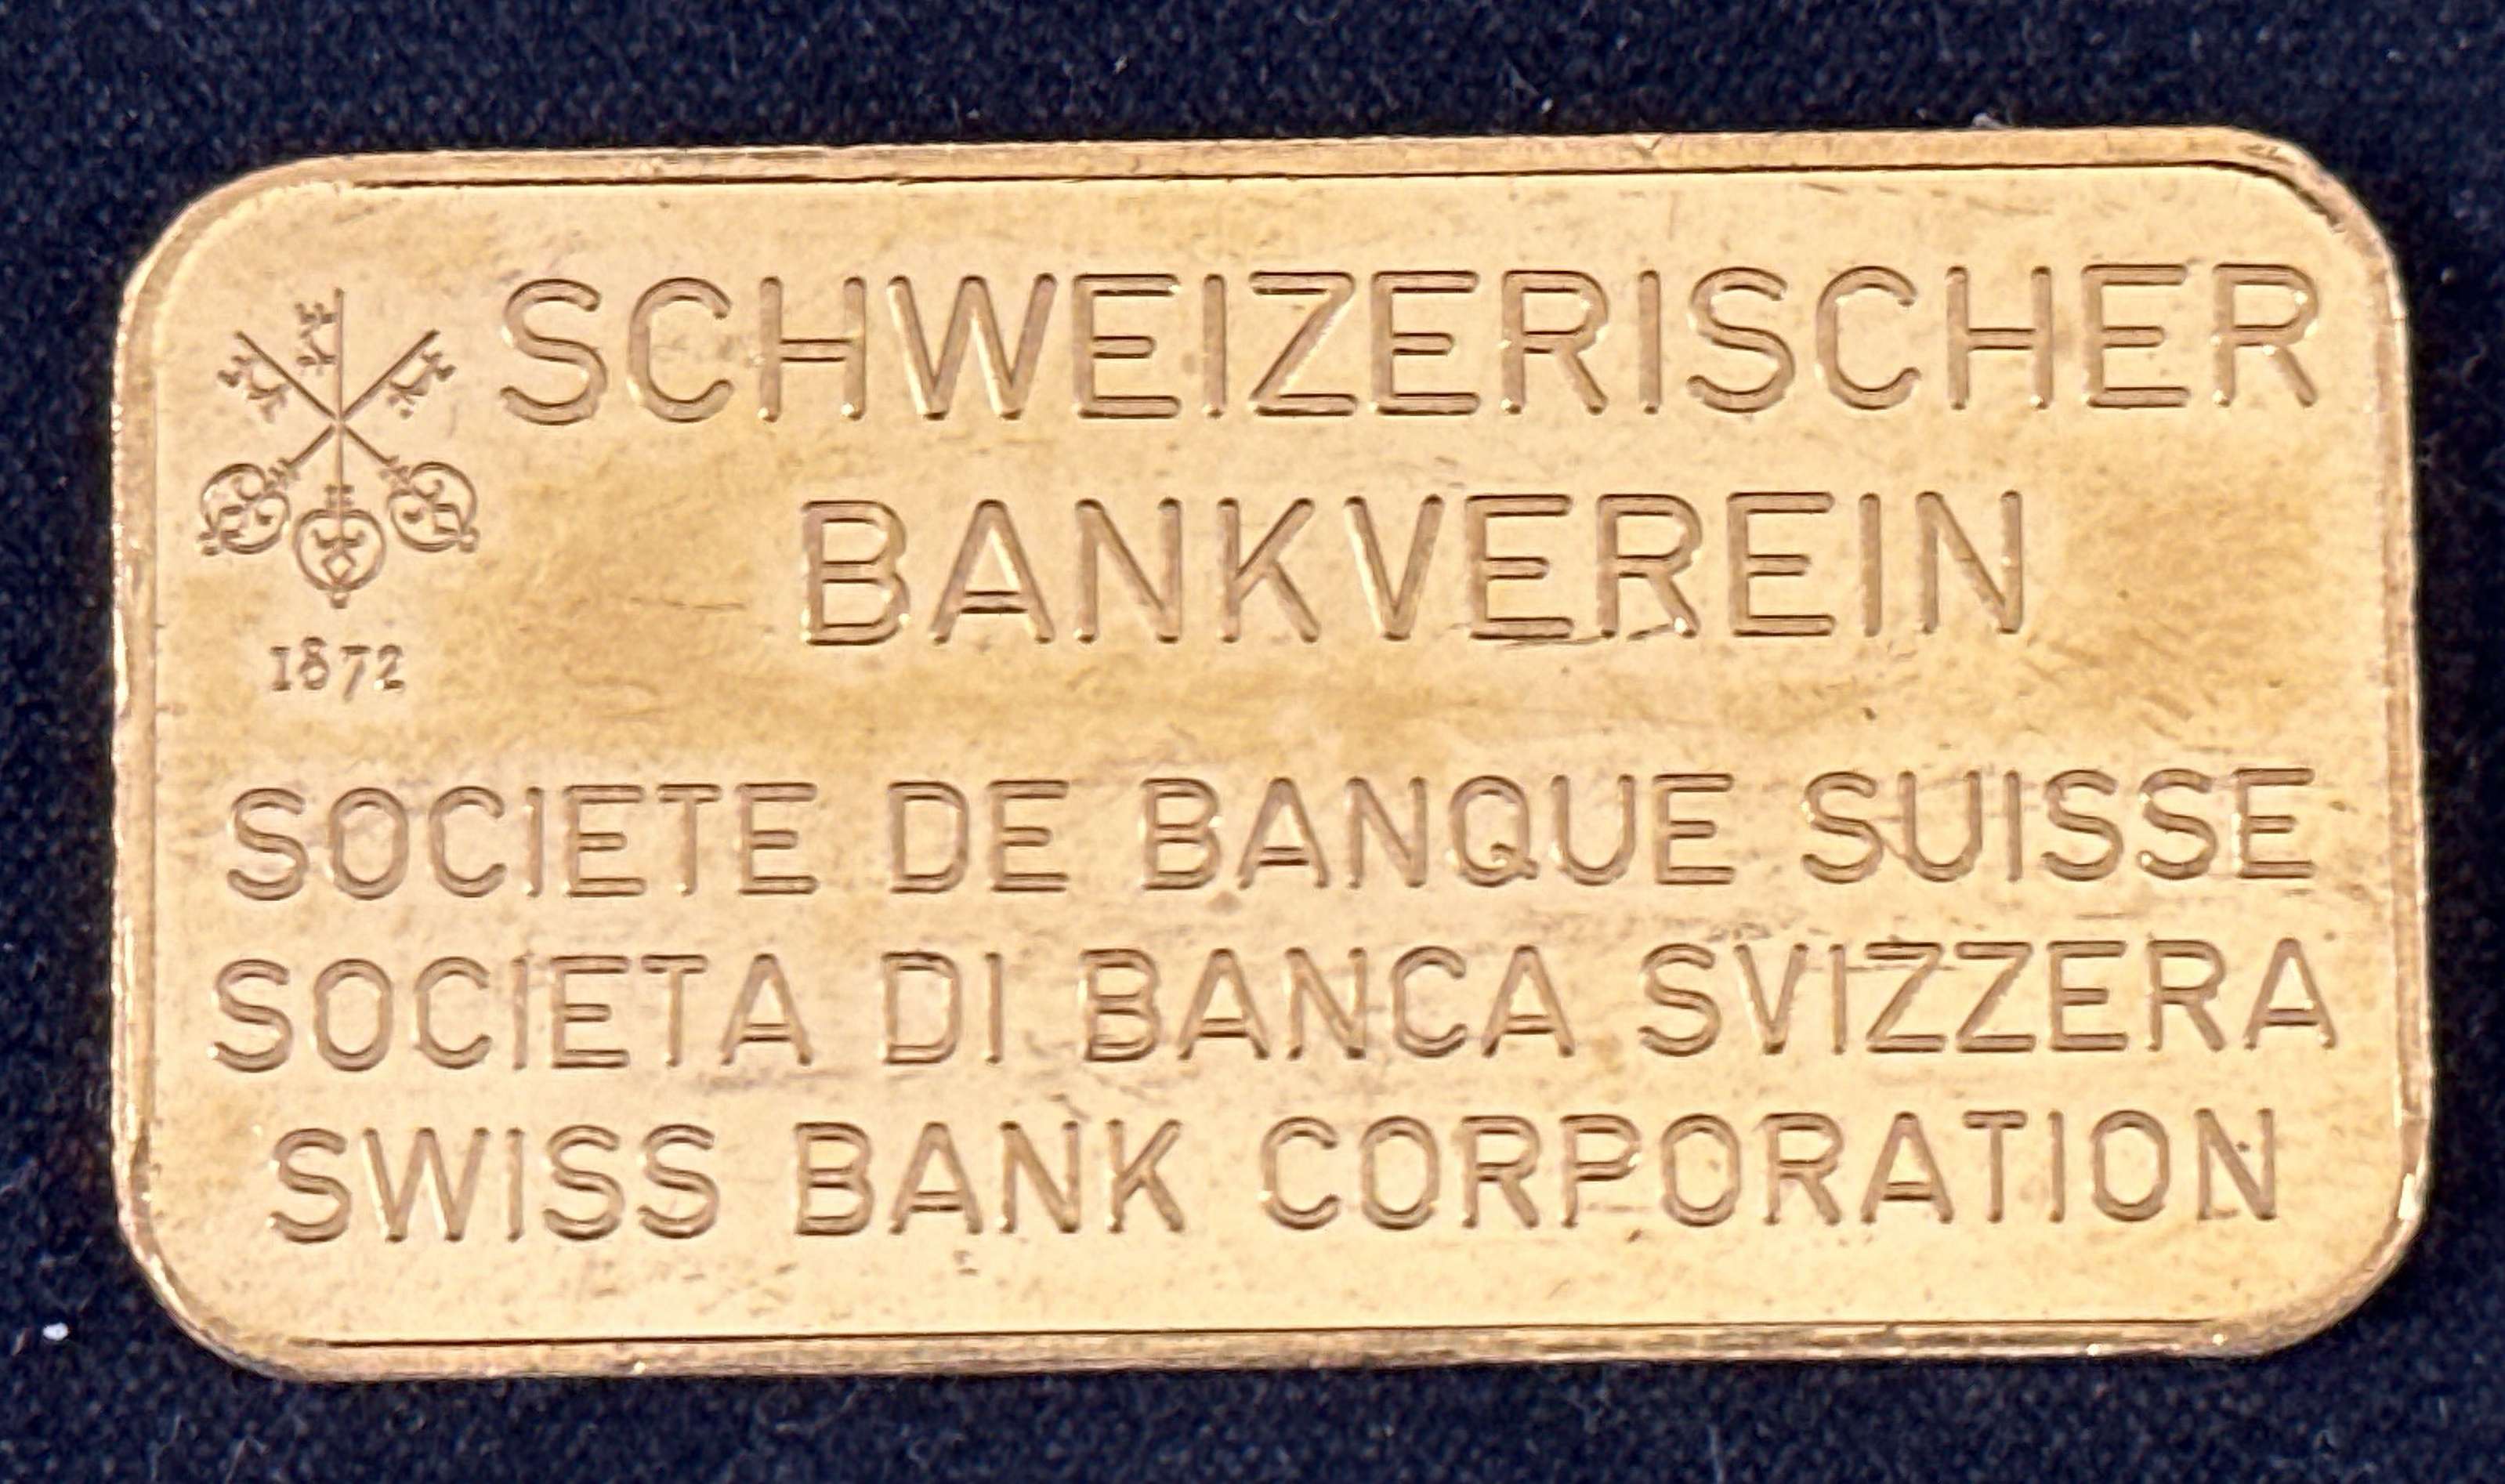 SCHWEIZERISCHER
BANKVEREIN
1872
SOCIETE DE BANQUE SUISSE
SOCIETA DI BANCA SVIZZERA
SWISS BANK CORPORATION